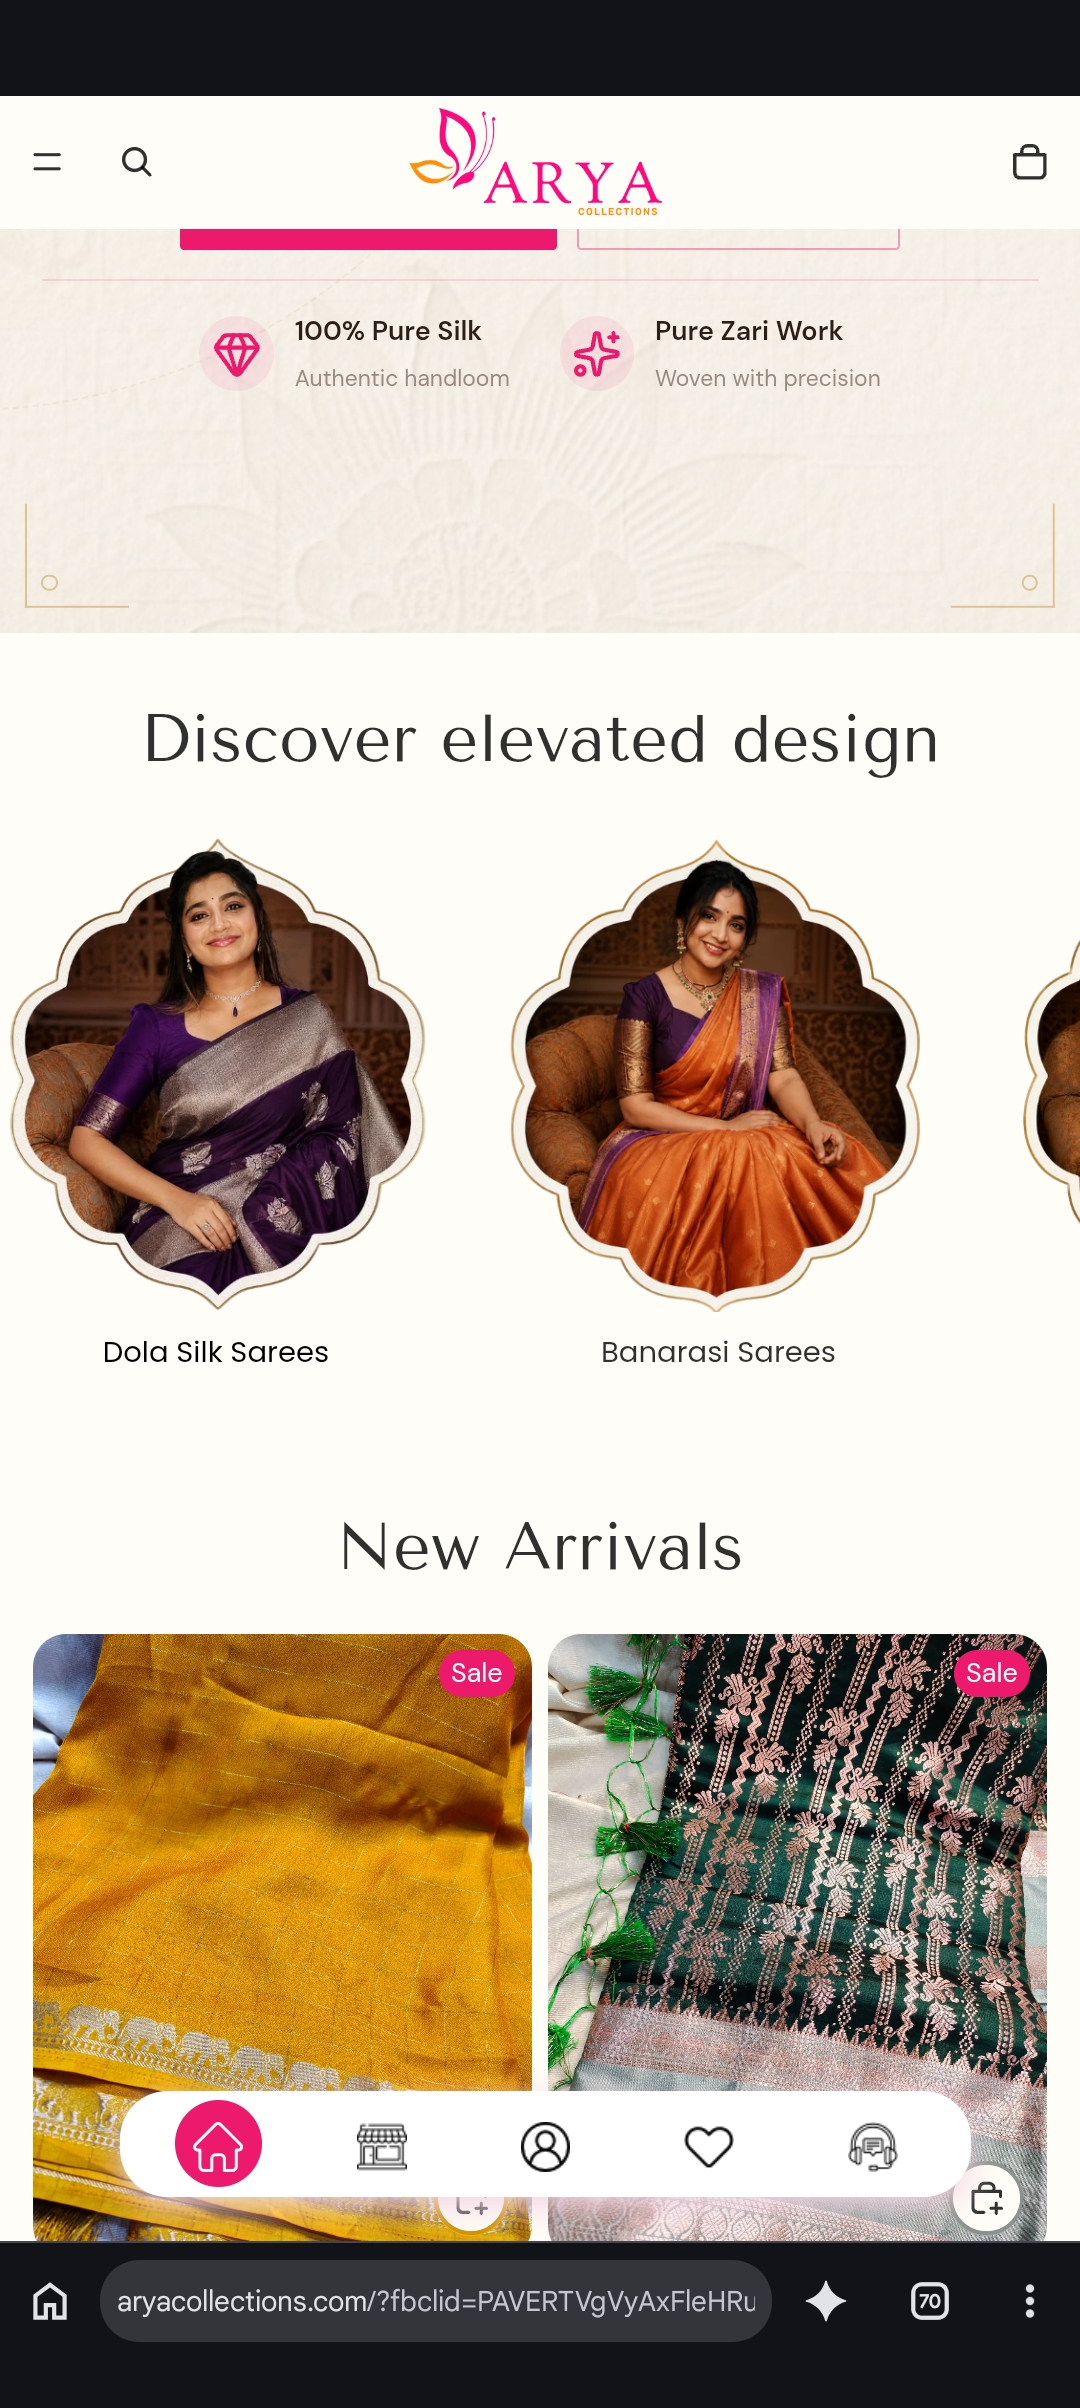 ARYA
COLLECTIONS
100% Pure Silk
Authentic handloom
Pure Zari Work
Woven with precision
Discover elevated design
Dola Silk Sarees
Banarasi Sarees
New Arrivals
Sale
Sale
aryacollections.com/?fbclid=PAVERTVgVyAxFleHRu
70